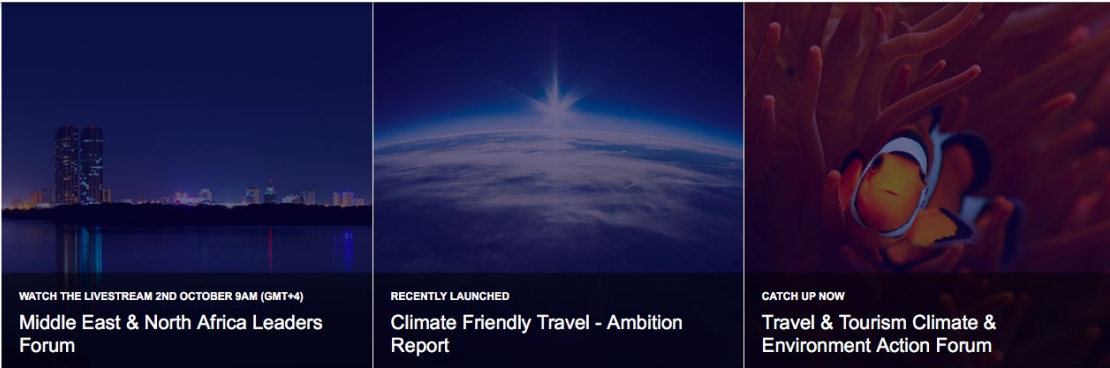 WATCH THE LIVESTREAM 2ND OCTOBER 9AM (GMT+4)
Middle East & North Africa Leaders
Forum
RECENTLY LAUNCHED
Climate Friendly Travel - Ambition
Report
CATCH UP NOW
Travel & Tourism Climate &
Environment Action Forum